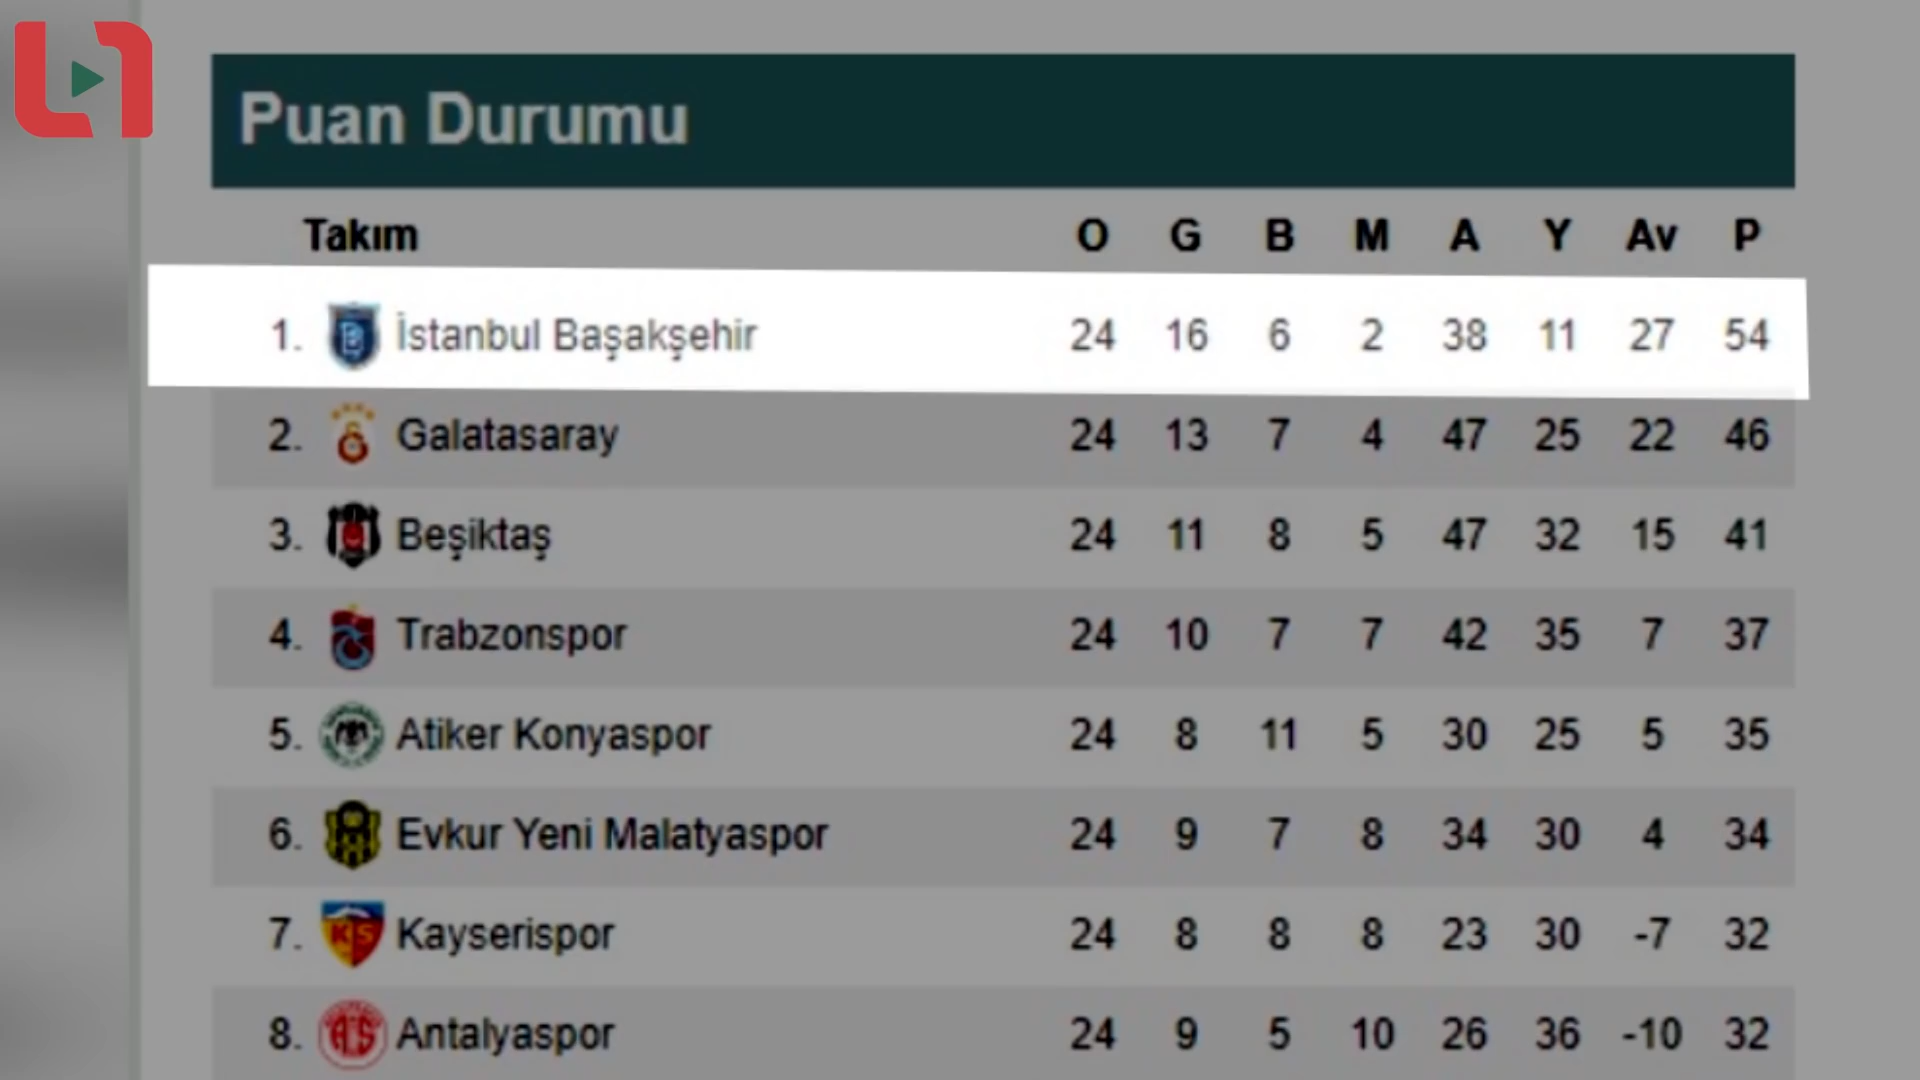 Puan Durumu
Takım O G B M A Y Av P
1. İstanbul Başakşehir 24 16 6 2 38 11 27 54
2. Galatasaray 24 13 7 4 47 25 22 46
3. Beşiktaş 24 11 8 5 47 32 15 41
4. Trabzonspor 24 10 7 7 42 35 7 37
5. Atiker Konyaspor 24 8 11 5 30 25 5 35
6. Evkur Yeni Malatyaspor 24 9 7 8 34 30 4 34
7. Kayserispor 24 8 8 8 23 30 -7 32
8. Antalyaspor 24 9 5 10 26 36 -10 32